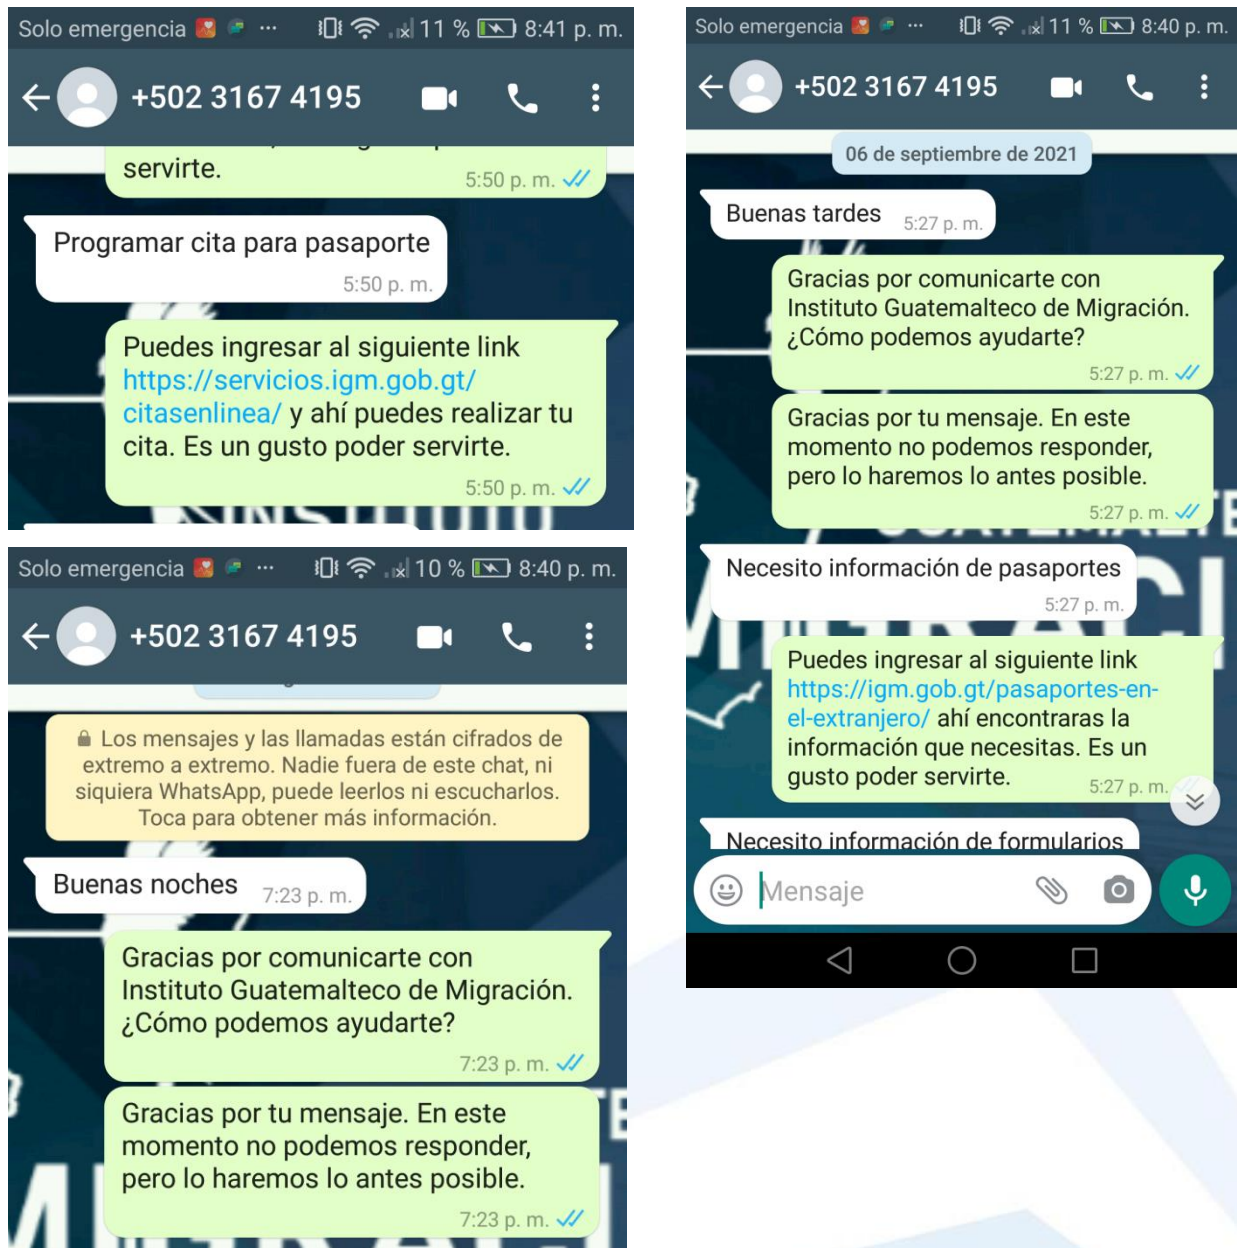 Solo emergencia ... 11 % 8:41 p. m.
+502 3167 4195
servirte.
5:50 p. m.
Programar cita para pasaporte
5:50 p. m.
Puedes ingresar al siguiente link
https://servicios.igm.gob.gt/
citasenlinea/ y ahí puedes realizar tu
cita. Es un gusto poder servirte.
5:50 p. m.
INSTITUTO
Solo emergencia ... 10 % 8:40 p. m.
+502 3167 4195
Los mensajes y las llamadas están cifrados de
extremo a extremo. Nadie fuera de este chat, ni
siquiera WhatsApp, puede leerlos ni escucharlos.
Toca para obtener más información.
Buenas noches 7:23 p. m.
Gracias por comunicarte con
Instituto Guatemalteco de Migración.
¿Cómo podemos ayudarte?
7:23 p. m.
Gracias por tu mensaje. En este
momento no podemos responder,
pero lo haremos lo antes posible.
7:23 p. m.
Solo emergencia ... 11 % 8:40 p. m.
+502 3167 4195
06 de septiembre de 2021
Buenas tardes 5:27 p. m.
Gracias por comunicarte con
Instituto Guatemalteco de Migración.
¿Cómo podemos ayudarte?
5:27 p. m.
Gracias por tu mensaje. En este
momento no podemos responder,
pero lo haremos lo antes posible.
5:27 p. m.
Necesito información de pasaportes
5:27 p. m.
Puedes ingresar al siguiente link
https://igm.gob.gt/pasaportes-en-
el-extranjero/ ahí encontraras la
información que necesitas. Es un
gusto poder servirte. 5:27 p. m.
Necesito información de formularios
Mensaje